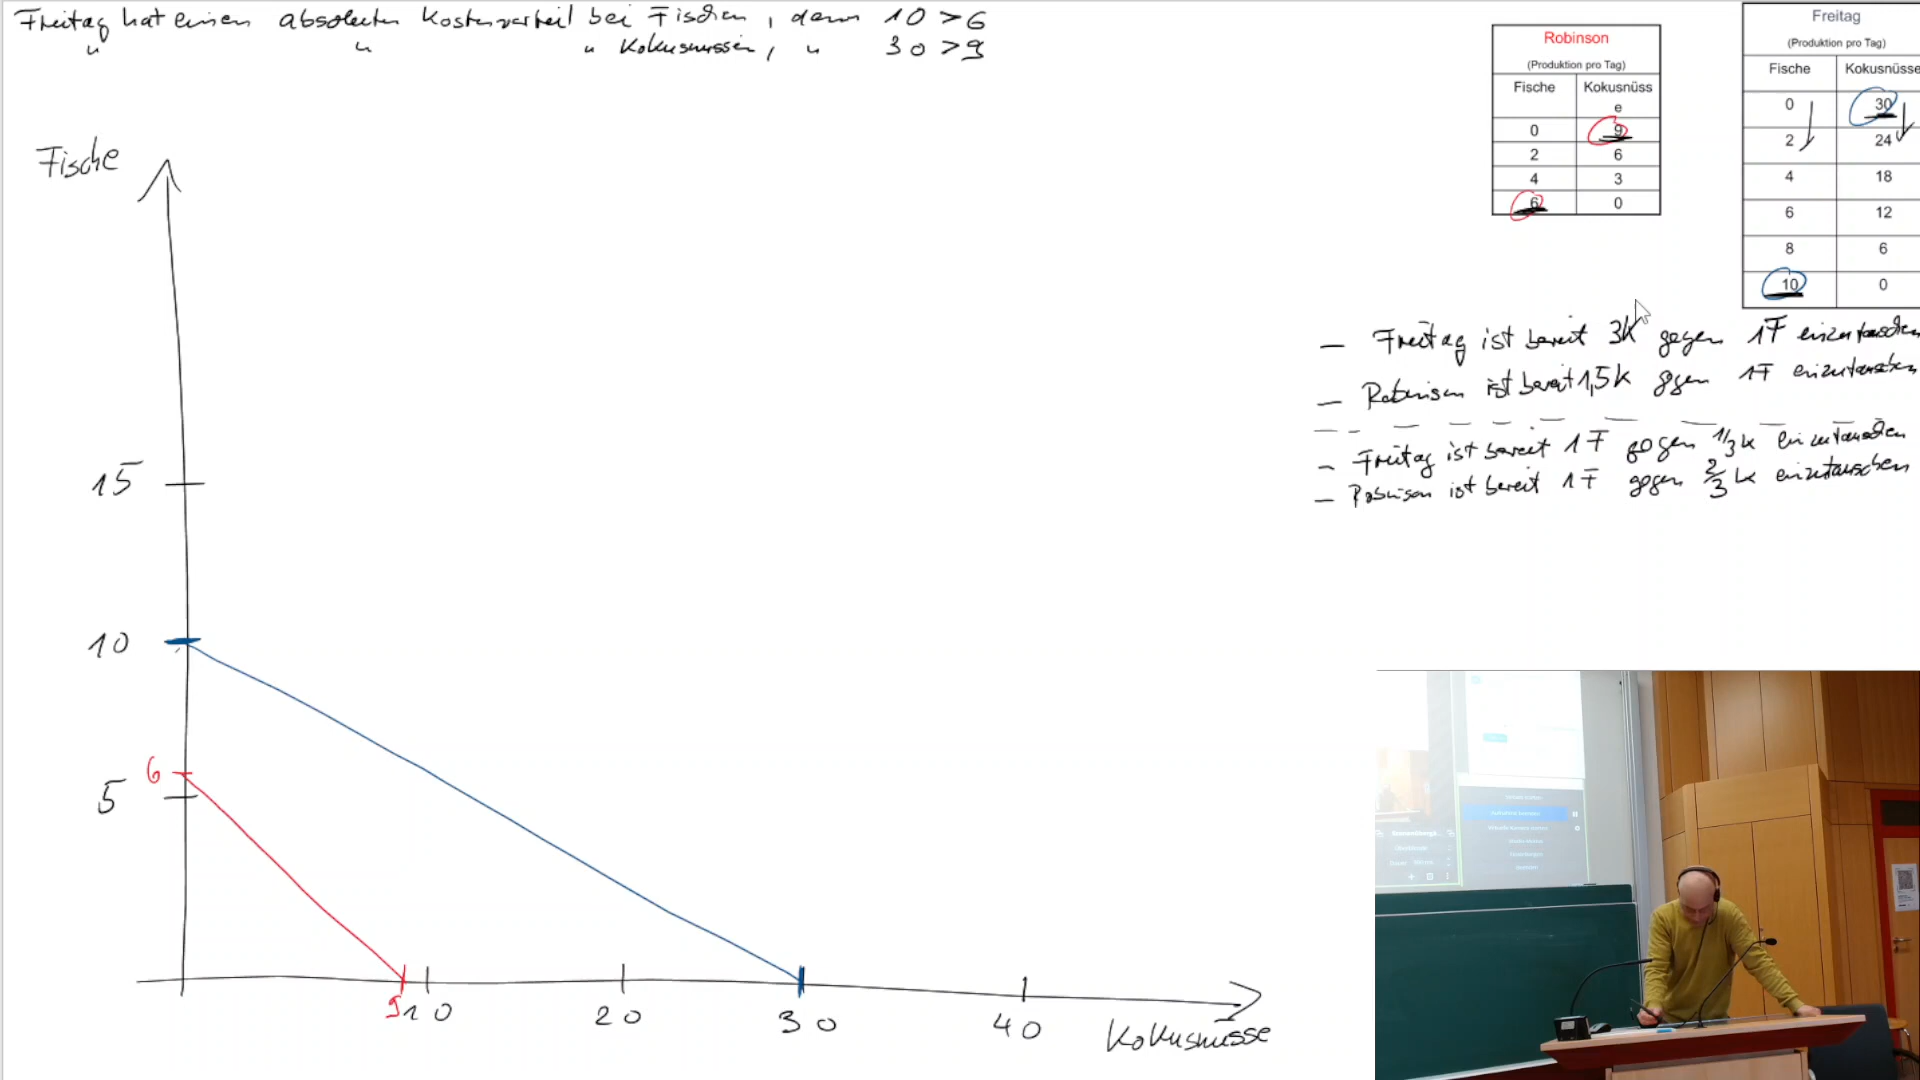 Freitag hat einen absoluten Kostenvorteil bei Fischen, denn 10 > 6
" " " Kokusnüssen, " 30 > 9
Fische
15
10
6
5
9
10
20
30
40
Kokusnüsse
Robinson
(Produktion pro Tag)
Fische Kokusnüss
e
0 9
2 6
4 3
6 0
Freitag
(Produktion pro Tag)
Fische Kokusnüsse
0 30
2 24
4 18
6 12
8 6
10 0
– Freitag ist bereit 3K gegen 1F einzutauschen
– Robinson ist bereit 1,5K gegen 1F einzutauschen
– Freitag ist bereit 1F gegen 1/3 K einzutauschen
– Robinson ist bereit 1F gegen 2/3 K einzutauschen